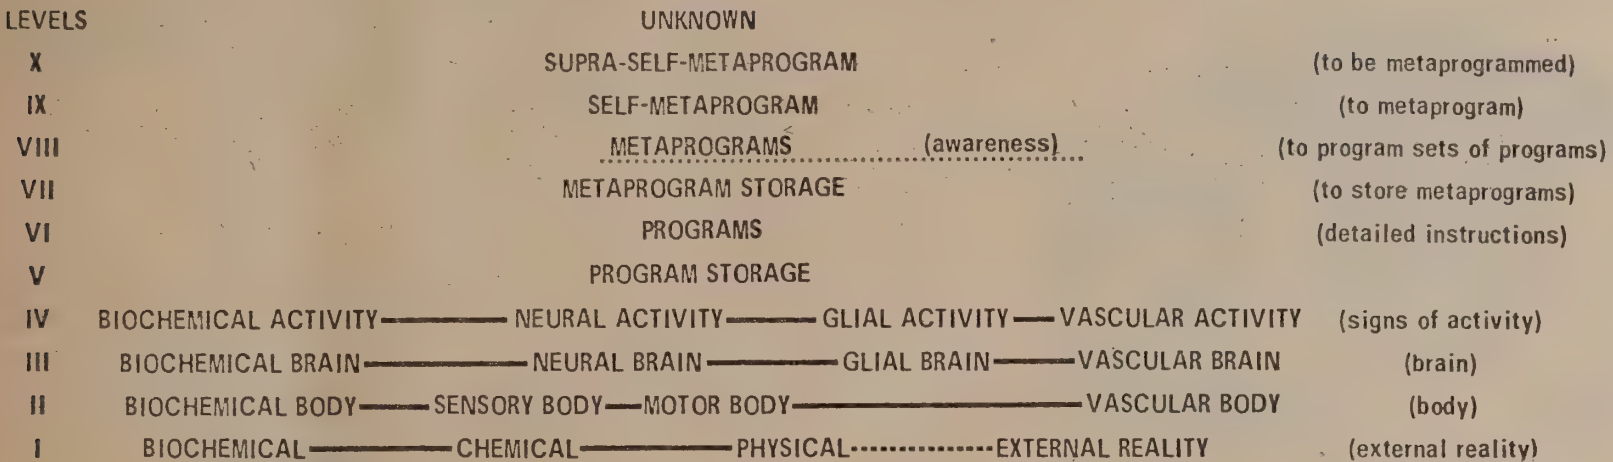 LEVELS UNKNOWN
X SUPRA-SELF-METAPROGRAM (to be metaprogrammed)
IX SELF-METAPROGRAM (to metaprogram)
VIII METAPROGRAMS (awareness) (to program sets of programs)
VII METAPROGRAM STORAGE (to store metaprograms)
VI PROGRAMS (detailed instructions)
V PROGRAM STORAGE
IV BIOCHEMICAL ACTIVITY NEURAL ACTIVITY GLIAL ACTIVITY VASCULAR ACTIVITY (signs of activity)
III BIOCHEMICAL BRAIN NEURAL BRAIN GLIAL BRAIN VASCULAR BRAIN (brain)
II BIOCHEMICAL BODY SENSORY BODY MOTOR BODY VASCULAR BODY (body)
I BIOCHEMICAL CHEMICAL PHYSICAL EXTERNAL REALITY (external reality)